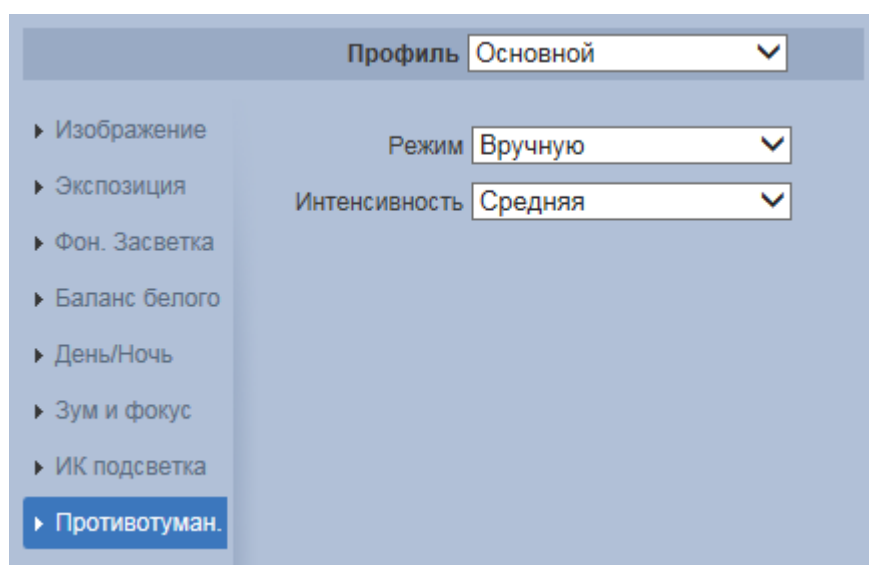 Профиль Основной
Изображение
Режим Вручную
Экспозиция
Интенсивность Средняя
Фон. Засветка
Баланс белого
День/Ночь
Зум и фокус
ИК подсветка
Противотуман.